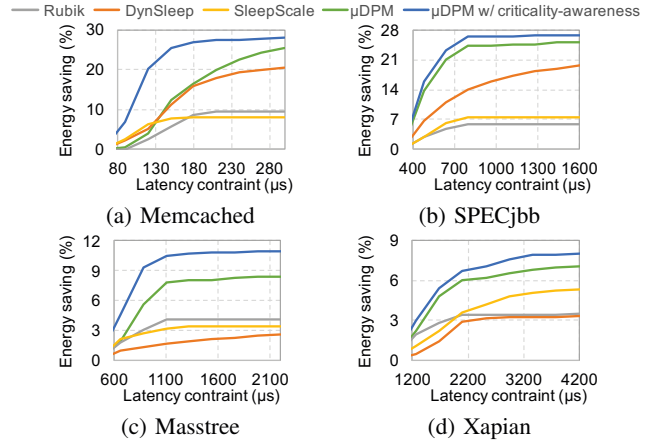 Rubik DynSleep SleepScale μDPM μDPM w/ criticality-awareness
Energy saving (%)
30
20
10
0
80 130 180 230 280
Latency contraint (μs)
(a) Memcached
Energy saving (%)
28
21
14
7
0
400 700 1000 1300 1600
Latency contraint (μs)
(b) SPECjbb
Energy saving (%)
12
9
6
3
0
600 1100 1600 2100
Latency contraint (μs)
(c) Masstree
Energy saving (%)
9
6
3
0
1200 2200 3200 4200
Latency contraint (μs)
(d) Xapian